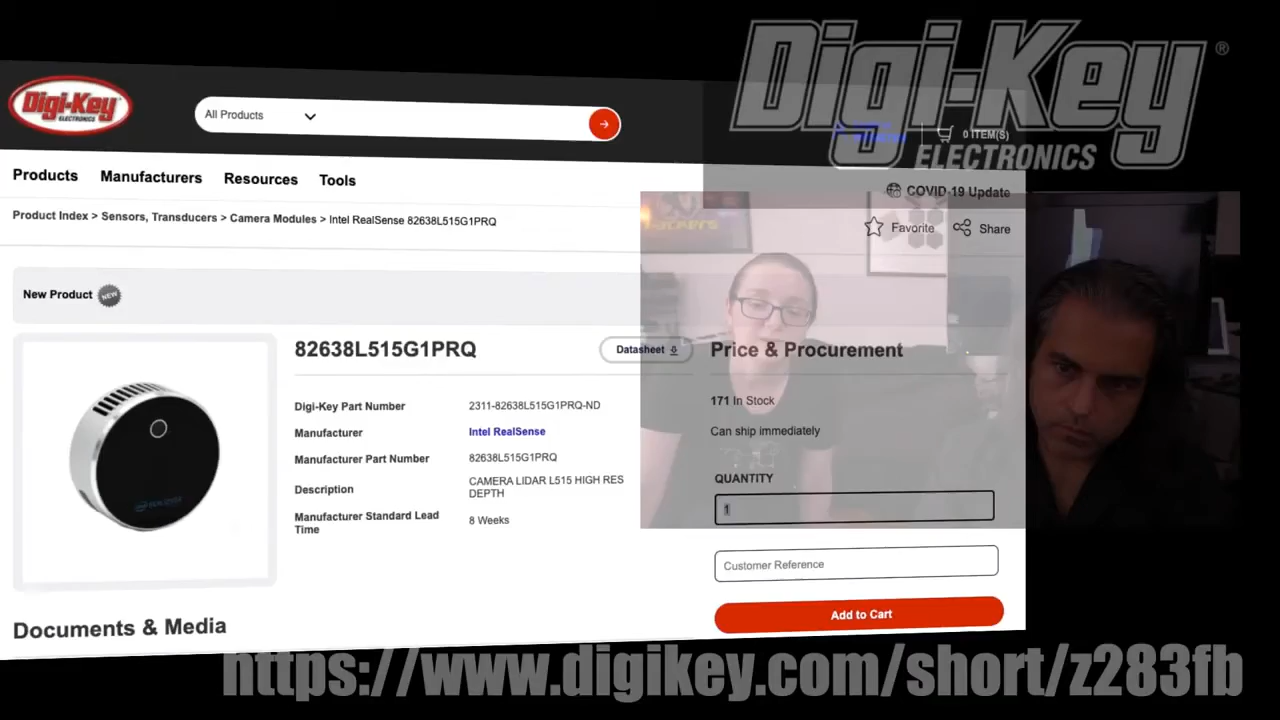 Digi-Key
®
ELECTRONICS
Digi-Key
ELECTRONICS
All Products
0 ITEM(S)
Products
Manufacturers
Resources
Tools
COVID-19 Update
Product Index > Sensors, Transducers > Camera Modules > Intel RealSense 82638L515G1PRQ
Favorite
Share
New Product
NEW
82638L515G1PRQ
Datasheet
Price & Procurement
Digi-Key Part Number
2311-82638L515G1PRQ-ND
171 In Stock
Manufacturer
Intel RealSense
Can ship immediately
Manufacturer Part Number
82638L515G1PRQ
Description
CAMERA LIDAR L515 HIGH RES
DEPTH
QUANTITY
1
Manufacturer Standard Lead
Time
8 Weeks
Customer Reference
Add to Cart
Documents & Media
https://www.digikey.com/short/z283fb